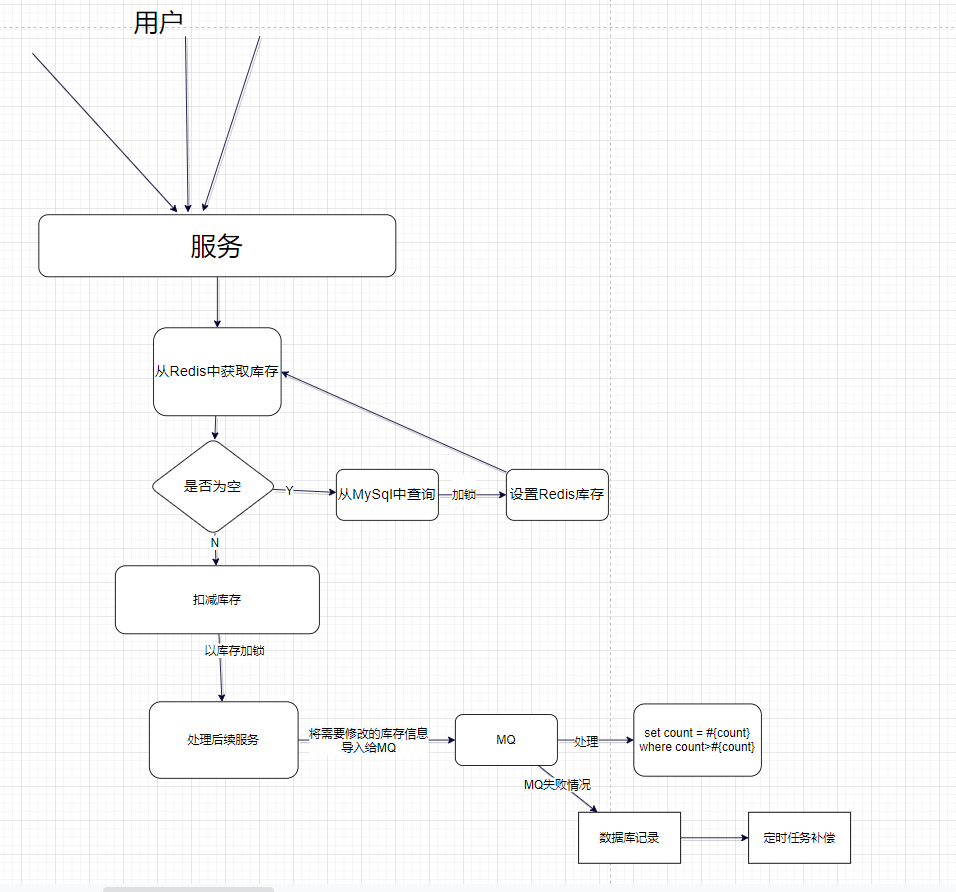 用户
服务
从Redis中获取库存
是否为空
Y
从MySql中查询
加锁
设置Redis库存
N
扣减库存
以库存加锁
处理后续服务
将需要修改的库存信息
导入给MQ
MQ
处理
set count = #{count}
where count>#{count}
MQ失败情况
数据库记录
定时任务补偿